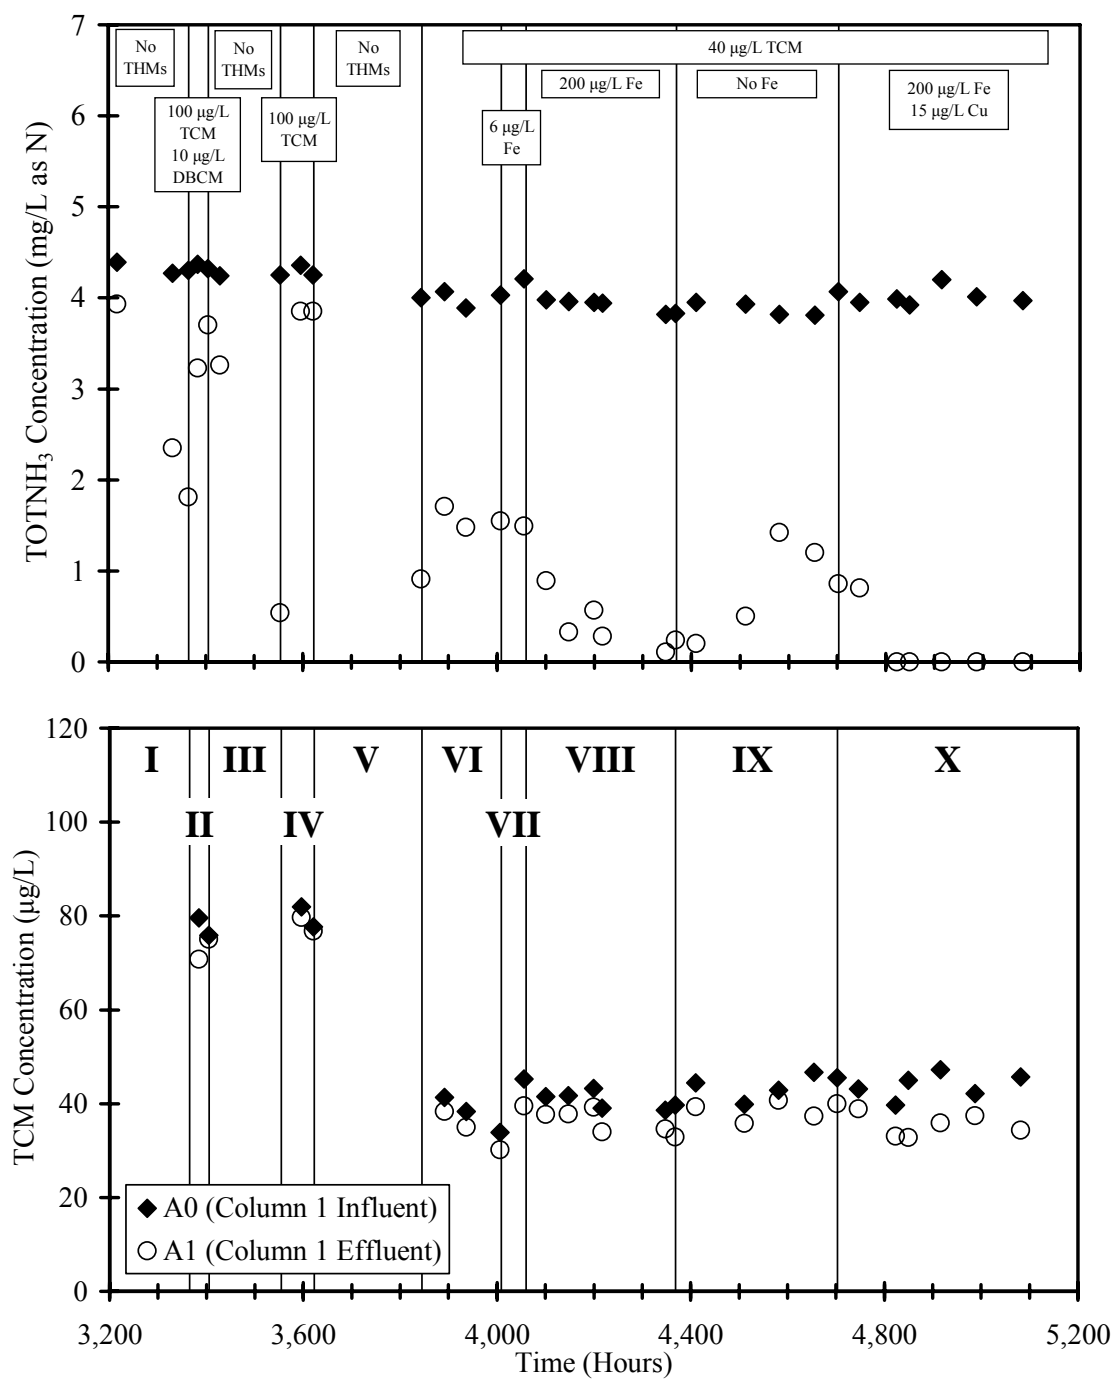 7
6
5
4
3
2
1
0
TOTNH₃ Concentration (mg/L as N)
No
THMs
No
THMs
No
THMs
40 μg/L TCM
200 μg/L Fe
No Fe
200 μg/L Fe
15 μg/L Cu
100 μg/L
TCM
10 μg/L
DBCM
100 μg/L
TCM
6 μg/L
Fe
120
100
80
60
40
20
0
TCM Concentration (μg/L)
I
III
V
VI
VIII
IX
X
II
IV
VII
A0 (Column 1 Influent)
A1 (Column 1 Effluent)
3,200
3,600
4,000
4,400
4,800
5,200
Time (Hours)